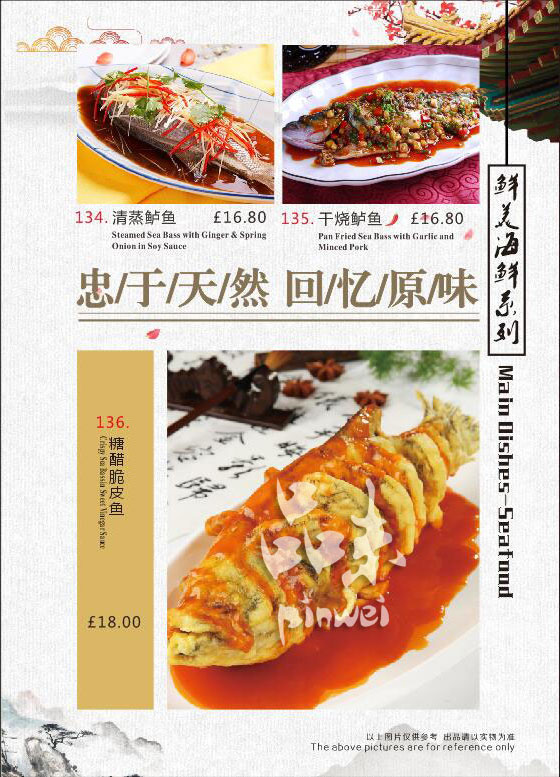 134. 清蒸鲈鱼 £16.80
Steamed Sea Bass with Ginger & Spring
Onion in Soy Sauce
135. 干烧鲈鱼 £16.80
Pan Fried Sea Bass with Garlic and
Minced Pork
鲜美海鲜系列
Main Dishes-Seafood
忠/于/天/然 回/忆/原/味
136.
糖醋脆皮鱼
Crispy Sea Bassin Sweet Vinegar Sauce
£18.00
品味
pinwei
以上图片仅供参考 出品请以实物为准
The above pictures are for reference only